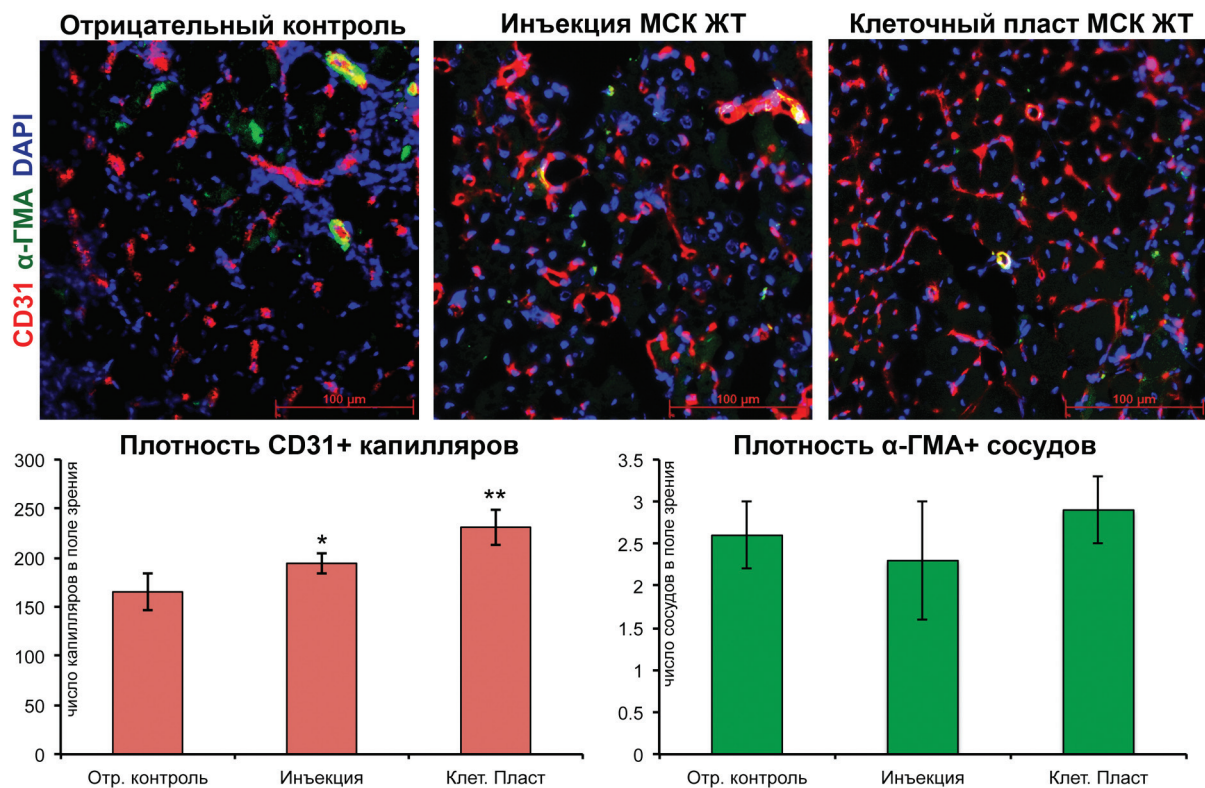 Отрицательный контроль
Инъекция МСК ЖТ
Клеточный пласт МСК ЖТ
CD31 α-ГМА DAPI
100 µm
100 µm
100 µm
Плотность CD31+ капилляров
число капилляров в поле зрения
300
250
200
150
100
50
0
*
**
Отр. контроль
Инъекция
Клет. Пласт
Плотность α-ГМА+ сосудов
число сосудов в поле зрения
3.5
3
2.5
2
1.5
1
0.5
0
Отр. контроль
Инъекция
Клет. Пласт